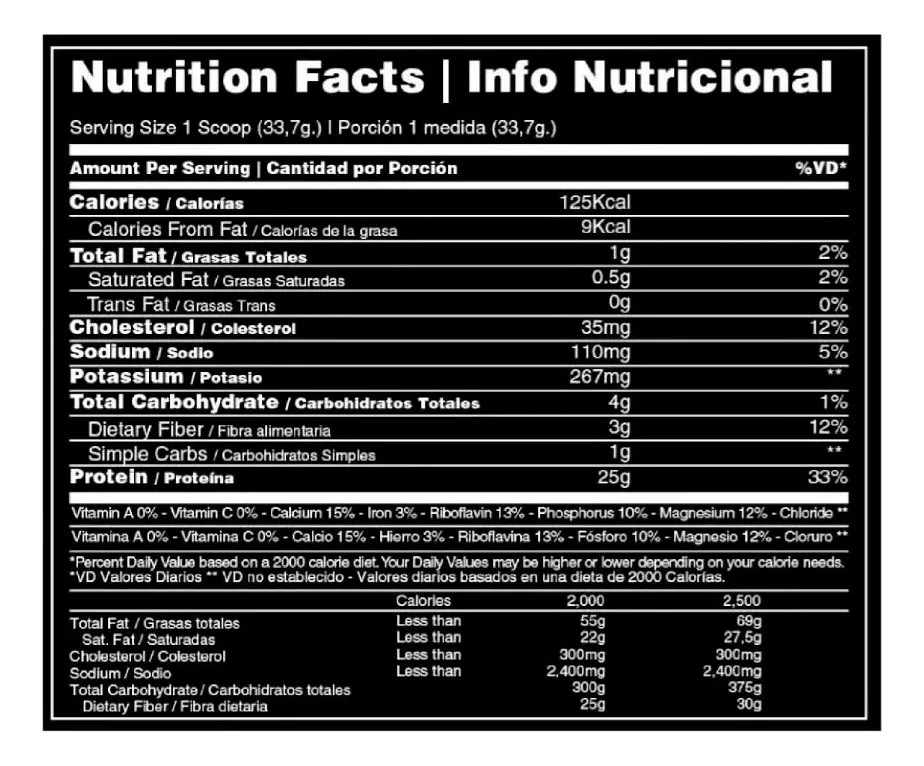 Nutrition Facts | Info Nutricional
Serving Size 1 Scoop (33,7g.) | Porción 1 medida (33,7g.)
Amount Per Serving | Cantidad por Porción %VD*
Calories / Calorías 125Kcal
Calories From Fat / Calorías de la grasa 9Kcal
Total Fat / Grasas Totales 1g 2%
Saturated Fat / Grasas Saturadas 0.5g 2%
Trans Fat / Grasas Trans 0g 0%
Cholesterol / Colesterol 35mg 12%
Sodium / Sodio 110mg 5%
Potassium / Potasio 267mg **
Total Carbohydrate / Carbohidratos Totales 4g 1%
Dietary Fiber / Fibra alimentaria 3g 12%
Simple Carbs / Carbohidratos Simples 1g **
Protein / Proteína 25g 33%
Vitamin A 0% - Vitamin C 0% - Calcium 15% - Iron 3% - Riboflavin 13% - Phosphorus 10% - Magnesium 12% - Chloride **
Vitamina A 0% - Vitamina C 0% - Calcio 15% - Hierro 3% - Riboflavina 13% - Fósforo 10% - Magnesio 12% - Cloruro **
*Percent Daily Value based on a 2000 calorie diet. Your Daily Values may be higher or lower depending on your calorie needs.
*VD Valores Diarios ** VD no establecido - Valores diarios basados en una dieta de 2000 Calorías.
Calories 2,000 2,500
Total Fat / Grasas totales Less than 55g 69g
Sat. Fat / Saturadas Less than 22g 27,5g
Cholesterol / Colesterol Less than 300mg 300mg
Sodium / Sodio Less than 2,400mg 2,400mg
Total Carbohydrate / Carbohidratos totales 300g 375g
Dietary Fiber / Fibra dietaria 25g 30g